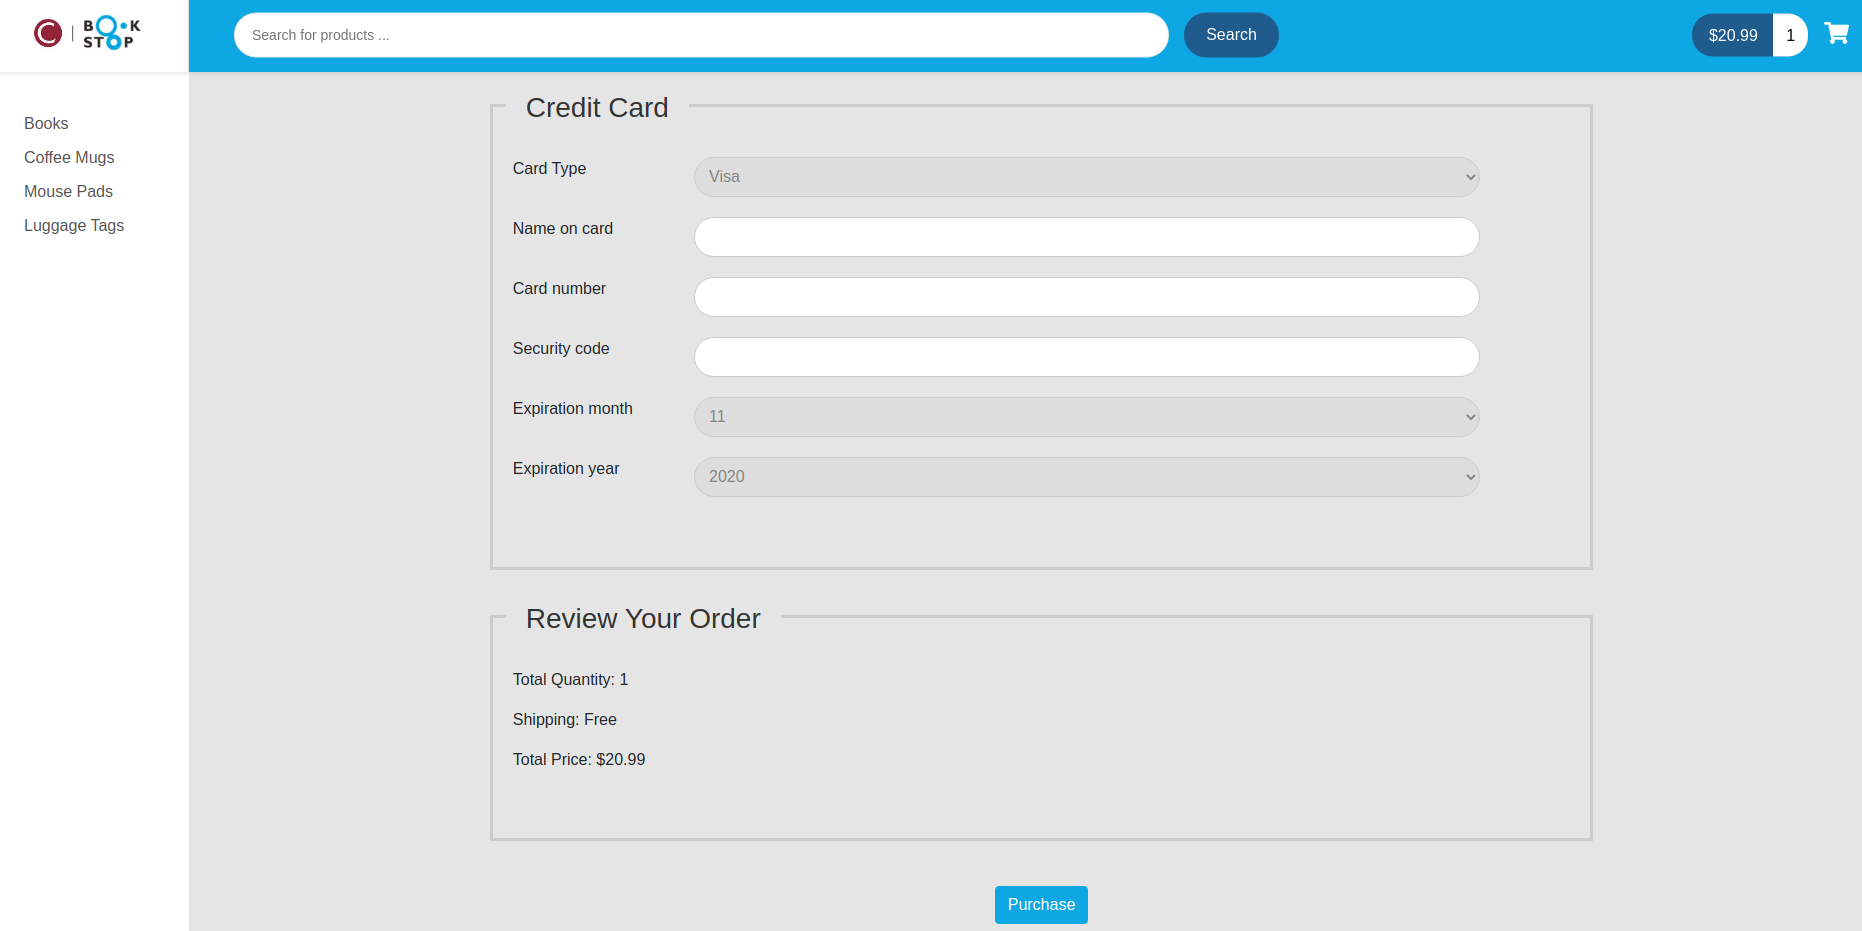 BOOK
STOP
Search for products ...
Search
$20.99
1
Books
Coffee Mugs
Mouse Pads
Luggage Tags
Credit Card
Card Type
Visa
Name on card
Card number
Security code
Expiration month
11
Expiration year
2020
Review Your Order
Total Quantity: 1
Shipping: Free
Total Price: $20.99
Purchase